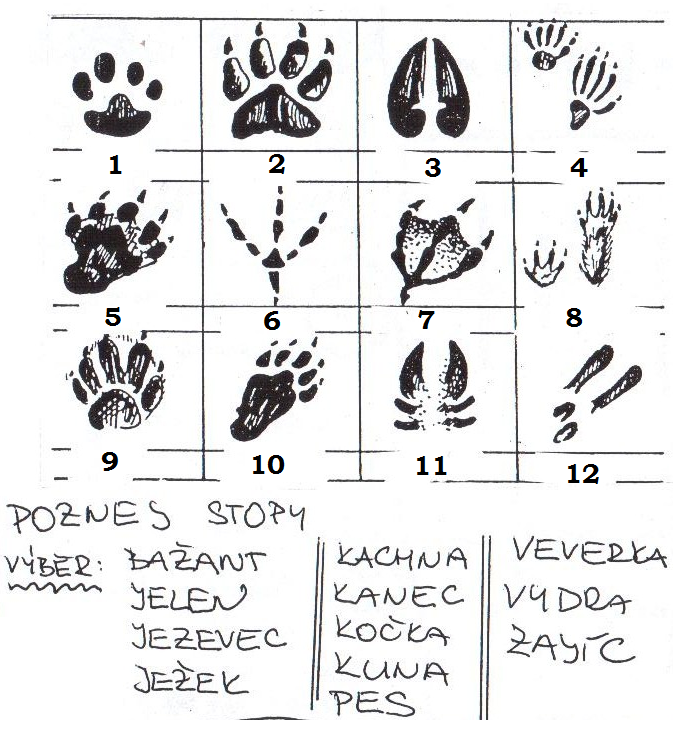 1 2 3 4
5 6 7 8
9 10 11 12
POZNEŠ STOPY
VÝBĚR:
BAŽANT
JELEN
JEZEVEC
JEŽEK
KACHNA
KANEC
KOČKA
KUNA
PES
VEVERKA
VYDRA
ZAJÍC